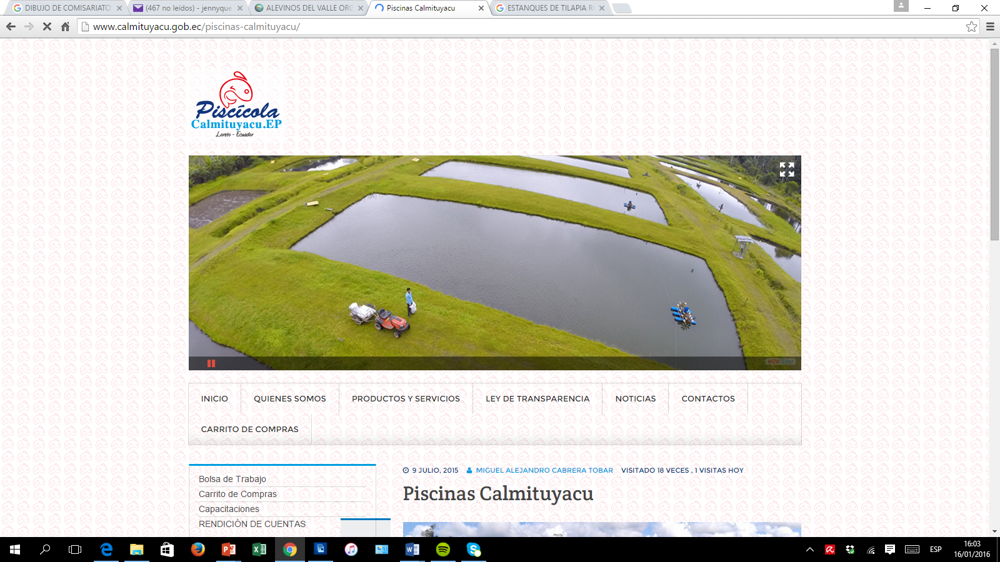 DIBUJO DE COMISARIATO
(467 no leídos) - jennyque
ALEVINOS DEL VALLE ORG
Piscinas Calmituyacu
ESTANQUES DE TILAPIA R
www.calmituyacu.gob.ec/piscinas-calmituyacu/
Piscícola
Calmituyacu.EP
Loreto - Ecuador
WOWSlider
INICIO
QUIENES SOMOS
PRODUCTOS Y SERVICIOS
LEY DE TRANSPARENCIA
NOTICIAS
CONTACTOS
CARRITO DE COMPRAS
Bolsa de Trabajo
Carrito de Compras
Capacitaciones
RENDICIÓN DE CUENTAS
9 JULIO, 2015 MIGUEL ALEJANDRO CABRERA TOBAR VISITADO 18 VECES , 1 VISITAS HOY
Piscinas Calmituyacu
ESP
16:03
16/01/2016